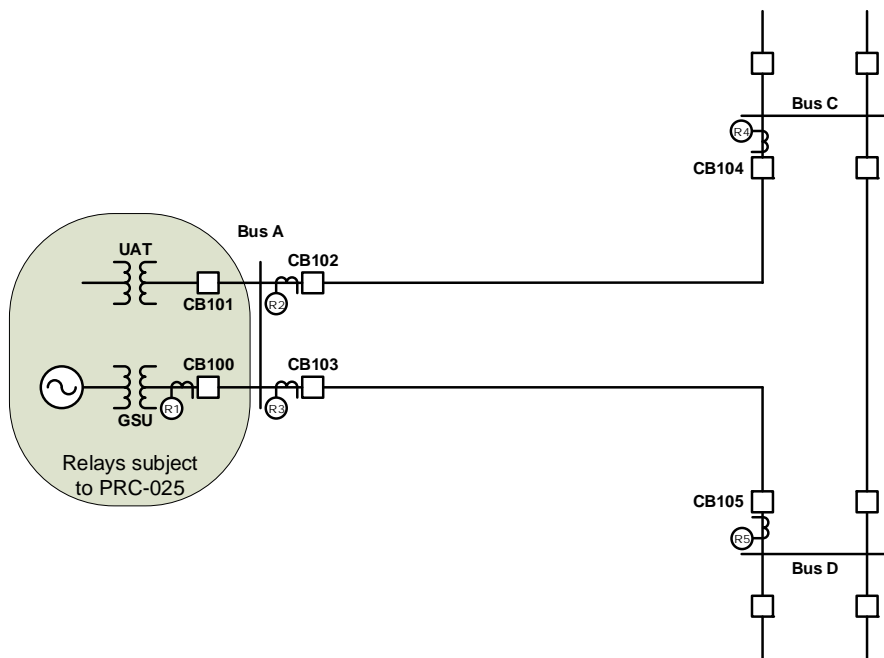 Bus C
R4
CB104
Bus A
UAT
CB102
CB101
R2
CB100
CB103
R1
R3
GSU
Relays subject
to PRC-025
CB105
R5
Bus D